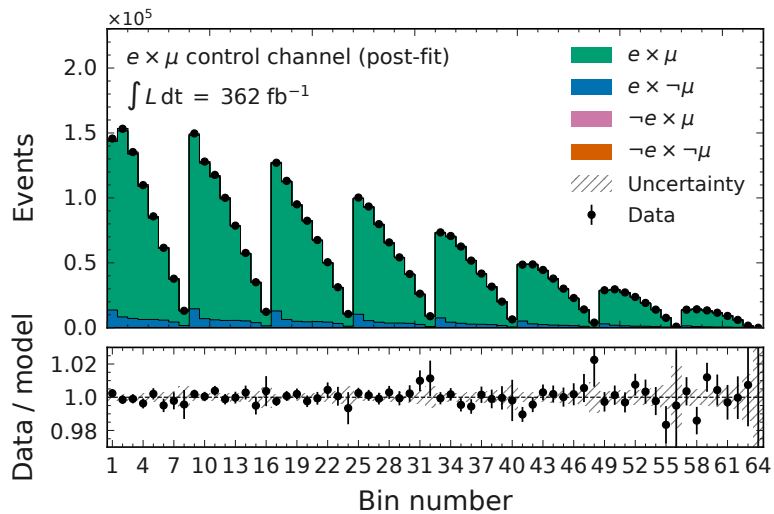 ×10⁵
e × μ control channel (post-fit)
∫ L dt = 362 fb⁻¹
e × μ
e × ¬μ
¬e × μ
¬e × ¬μ
Uncertainty
Data
Events
2.0
1.5
1.0
0.5
0.0
Data / model
1.02
1.00
0.98
1 4 7 10 13 16 19 22 25 28 31 34 37 40 43 46 49 52 55 58 61 64
Bin number